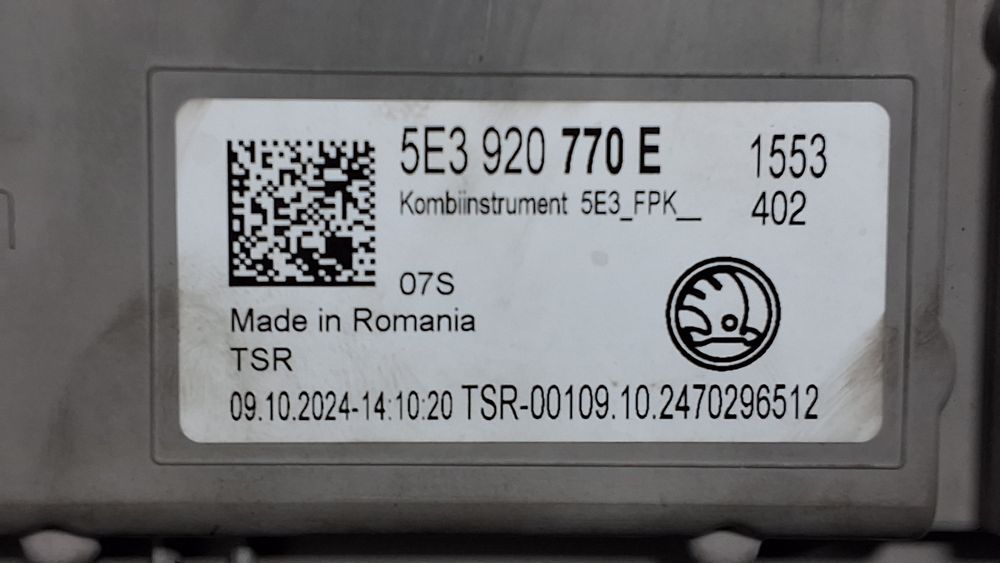 5E3 920 770 E 1553
Kombiinstrument 5E3_FPK__ 402
07S
Made in Romania
TSR
09.10.2024-14:10:20 TSR-00109.10.2470296512